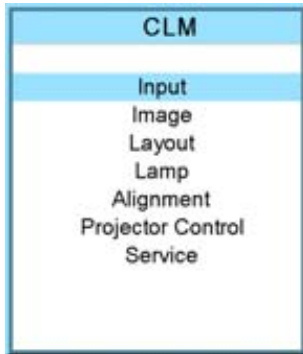 CLM
Input
Image
Layout
Lamp
Alignment
Projector Control
Service